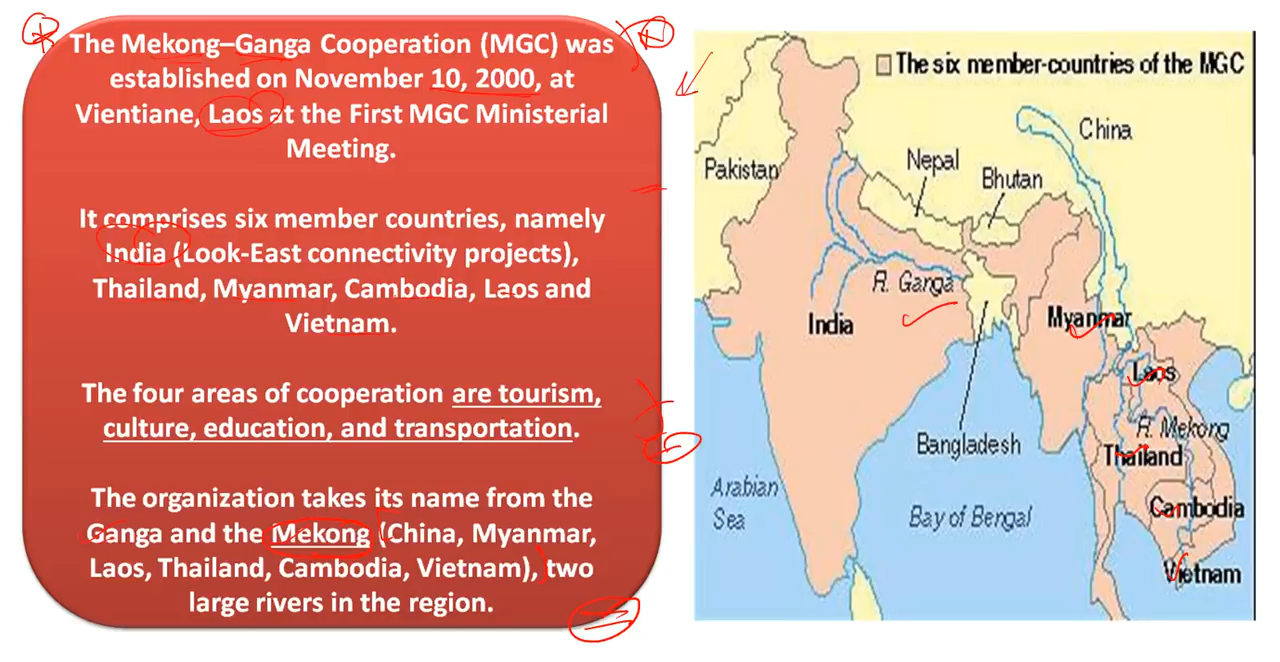 The Mekong–Ganga Cooperation (MGC) was
established on November 10, 2000, at
Vientiane, Laos at the First MGC Ministerial
Meeting.
It comprises six member countries, namely
India (Look-East connectivity projects),
Thailand, Myanmar, Cambodia, Laos and
Vietnam.
The four areas of cooperation are tourism,
culture, education, and transportation.
The organization takes its name from the
Ganga and the Mekong (China, Myanmar,
Laos, Thailand, Cambodia, Vietnam), two
large rivers in the region.
The six member-countries of the MGC
China
Pakistan
Nepal
Bhutan
R. Ganga
India
Myanmar
Laos
R. Mekong
Bangladesh
Thailand
Arabian
Sea
Bay of Bengal
Cambodia
Vietnam